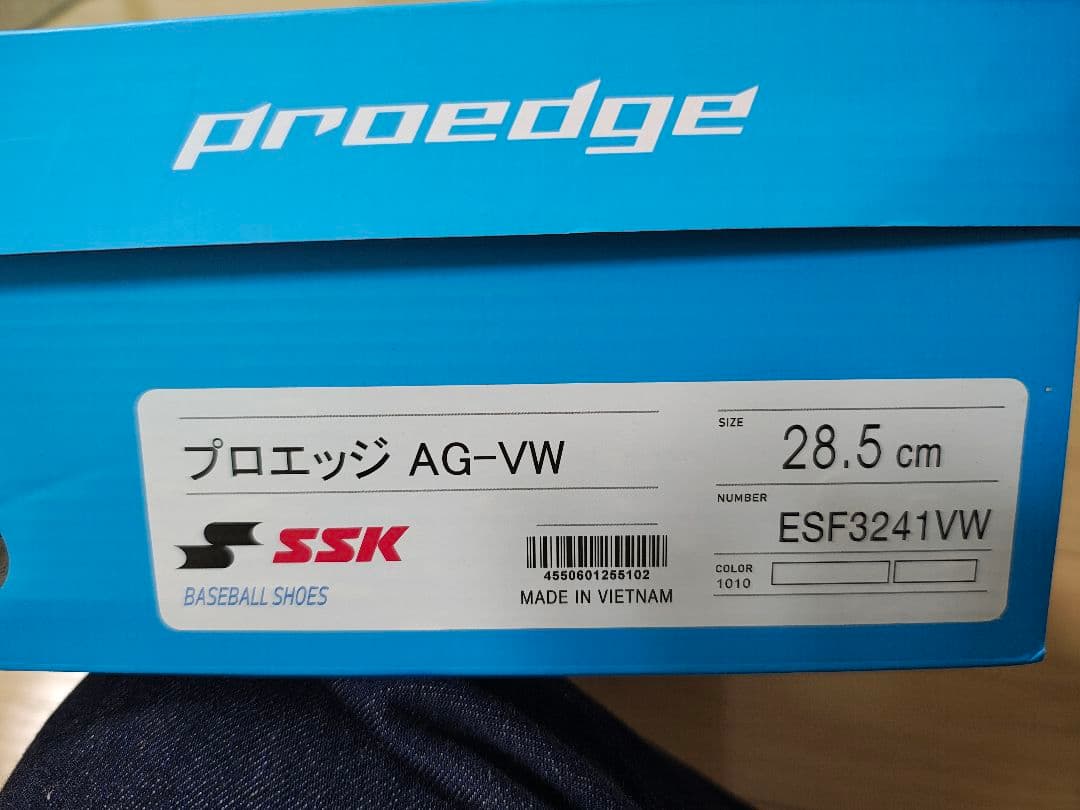 proedge
プロエッジ AG-VW
SSK
BASEBALL SHOES
4550601255102
MADE IN VIETNAM
SIZE
28.5 cm
NUMBER
ESF3241VW
COLOR
1010